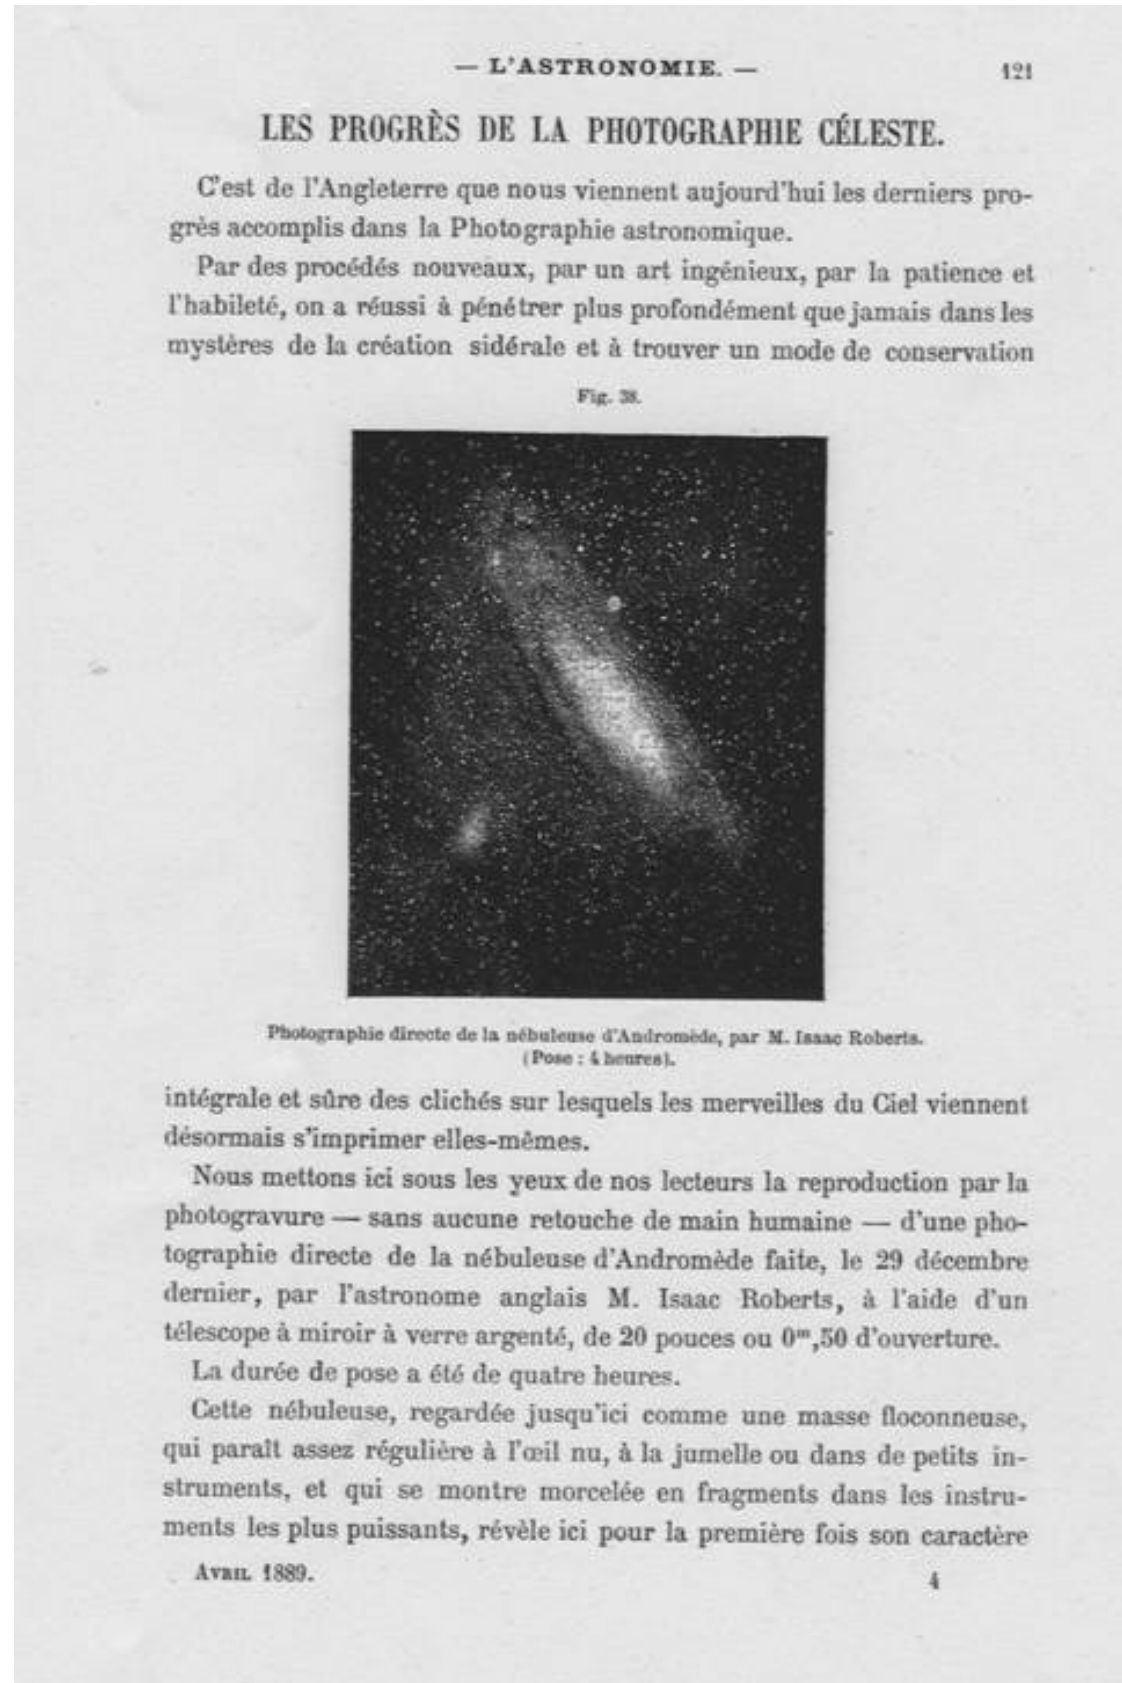 — L'ASTRONOMIE. — 121
LES PROGRÈS DE LA PHOTOGRAPHIE CÉLESTE.
C'est de l'Angleterre que nous viennent aujourd'hui les derniers pro-
grès accomplis dans la Photographie astronomique.
Par des procédés nouveaux, par un art ingénieux, par la patience et
l'habileté, on a réussi à pénétrer plus profondément que jamais dans les
mystères de la création sidérale et à trouver un mode de conservation
Fig. 38.
Photographie directe de la nébuleuse d'Andromède, par M. Isaac Roberts.
(Pose : 4 heures).
intégrale et sûre des clichés sur lesquels les merveilles du Ciel viennent
désormais s'imprimer elles-mêmes.
Nous mettons ici sous les yeux de nos lecteurs la reproduction par la
photogravure — sans aucune retouche de main humaine — d'une pho-
tographie directe de la nébuleuse d'Andromède faite, le 29 décembre
dernier, par l'astronome anglais M. Isaac Roberts, à l'aide d'un
télescope à miroir à verre argenté, de 20 pouces ou 0ᵐ,50 d'ouverture.
La durée de pose a été de quatre heures.
Cette nébuleuse, regardée jusqu'ici comme une masse floconneuse,
qui paraît assez régulière à l'œil nu, à la jumelle ou dans de petits in-
struments, et qui se montre morcelée en fragments dans les instru-
ments les plus puissants, révèle ici pour la première fois son caractère
AVRIL 1889. 4